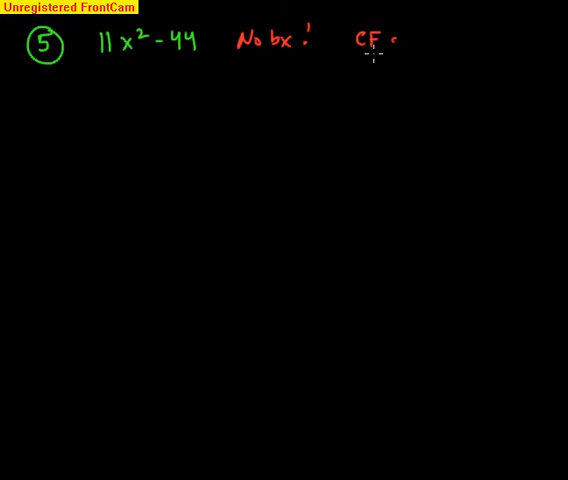 Unregistered FrontCam
5 11x² - 44 No bx! CF